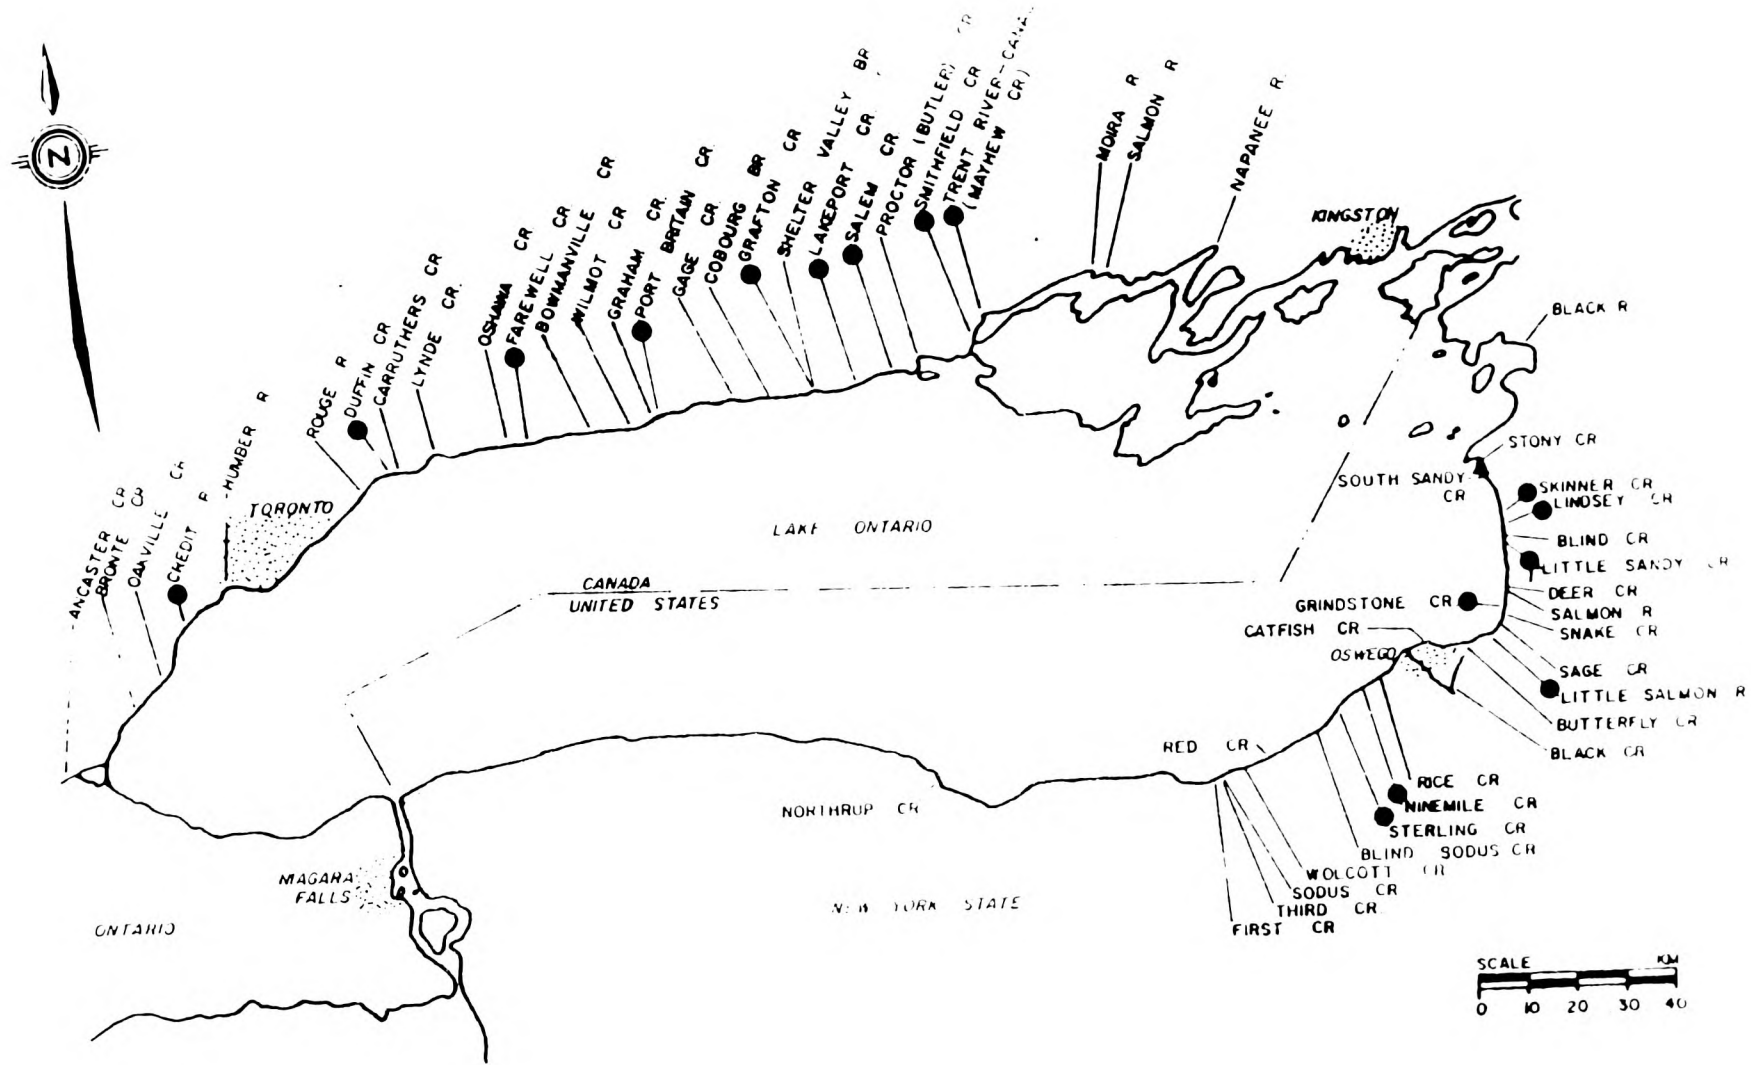 N
ANCASTER CR
BRONTE CR
OAKVILLE CR
CREDIT R
HUMBER R
TORONTO
ROUGE R
DUFFIN CR
CARRUTHERS CR
LYNDE CR.
OSHAWA CR
FAREWELL CR
BOWMANVILLE CR
WILMOT CR
GRAHAM CR.
PORT BRITAIN CR.
GAGE CR.
COBOURG BR
GRAFTON CR
SHELTER VALLEY BR.
LAKEPORT CR.
SALEM CR
PROCTOR (BUTLER) CR
SMITHFIELD CR
TRENT RIVER-CANAL
(MAYHEW CR)
MOIRA R
SALMON R
NAPANEE R.
KINGSTON
BLACK R
STONY CR
SOUTH SANDY
CR
SKINNER CR
LINDSEY CR
BLIND CR
LITTLE SANDY CR
DEER CR
SALMON R
SNAKE CR
GRINDSTONE CR
CATFISH CR
OSWEGO
SAGE CR
LITTLE SALMON R
BUTTERFLY CR
BLACK CR
LAKE ONTARIO
CANADA
UNITED STATES
RED CR
RICE CR
NINEMILE CR
STERLING CR
BLIND SODUS CR
WOLCOTT CR
SODUS CR
THIRD CR
FIRST CR
NORTHRUP CR
NIAGARA
FALLS
NEW YORK STATE
ONTARIO
SCALE KM
0 10 20 30 40